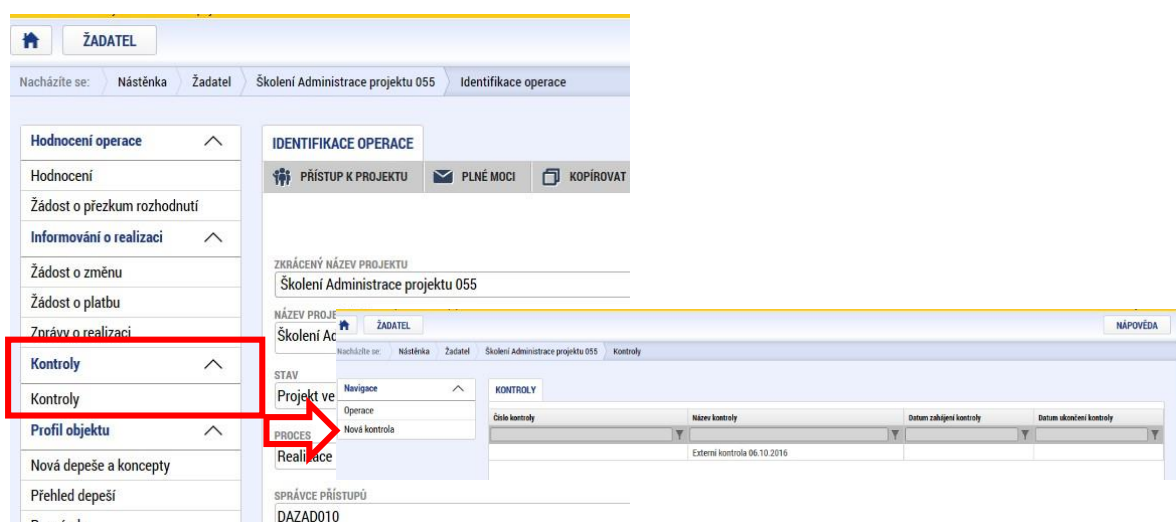 ŽADATEL
Nacházíte se: Nástěnka Žadatel Školení Administrace projektu 055 Identifikace operace
Hodnocení operace
Hodnocení
Žádost o přezkum rozhodnutí
Informování o realizaci
Žádost o změnu
Žádost o platbu
Zprávy o realizaci
Kontroly
Kontroly
Profil objektu
Nová depeše a koncepty
Přehled depeší
IDENTIFIKACE OPERACE
PŘÍSTUP K PROJEKTU PLNÉ MOCI KOPÍROVAT
ZKRÁCENÝ NÁZEV PROJEKTU
Školení Administrace projektu 055
NÁZEV PROJE
Školení Ad
STAV
Projekt ve
PROCES
Realizace
SPRÁVCE PŘÍSTUPŮ
DAZAD010
ŽADATEL NÁPOVĚDA
Nacházíte se: Nástěnka Žadatel Školení Administrace projektu 055 Kontroly
Navigace
Operace
Nová kontrola
KONTROLY
Číslo kontroly Název kontroly Datum zahájení kontroly Datum ukončení kontroly
Externí kontrola 06.10.2016